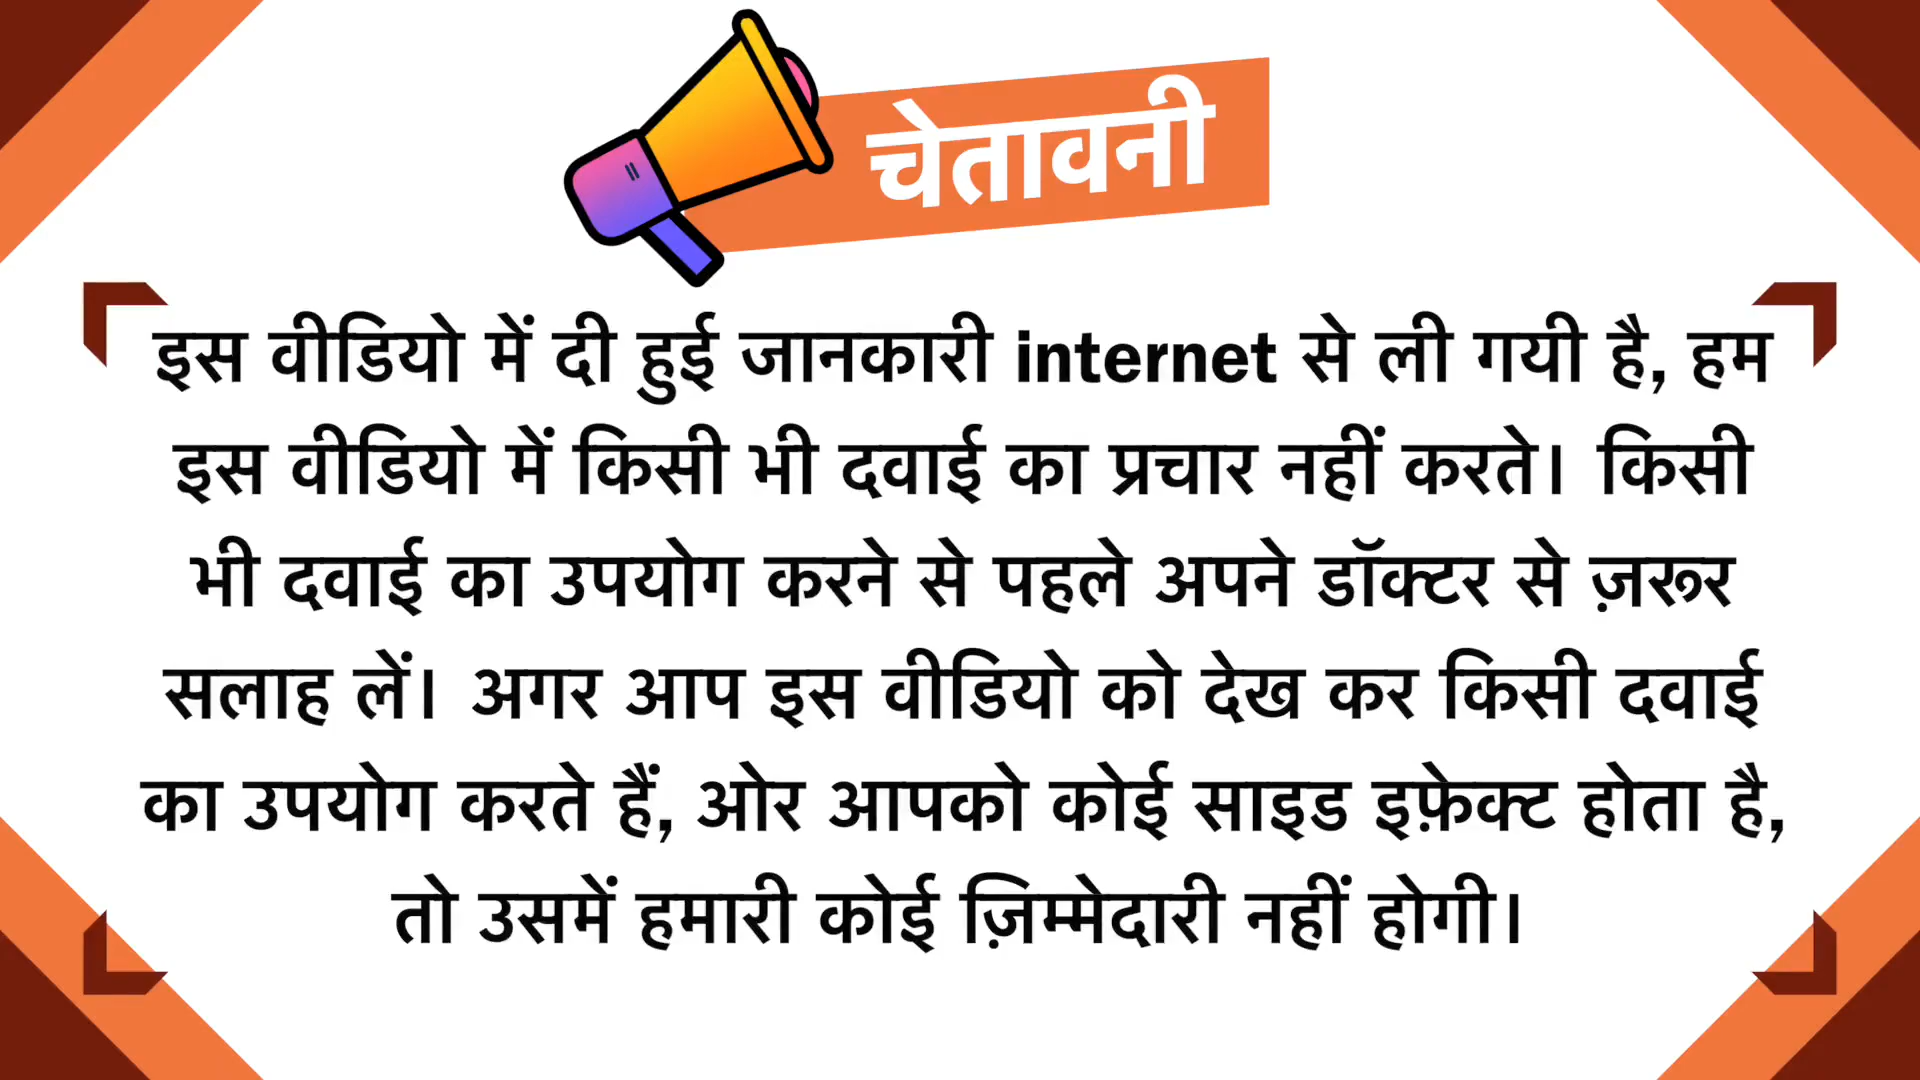 चेतावनी
इस वीडियो में दी हुई जानकारी internet से ली गयी है, हम
इस वीडियो में किसी भी दवाई का प्रचार नहीं करते। किसी
भी दवाई का उपयोग करने से पहले अपने डॉक्टर से ज़रूर
सलाह लें। अगर आप इस वीडियो को देख कर किसी दवाई
का उपयोग करते हैं, ओर आपको कोई साइड इफ़ेक्ट होता है,
तो उसमें हमारी कोई ज़िम्मेदारी नहीं होगी।